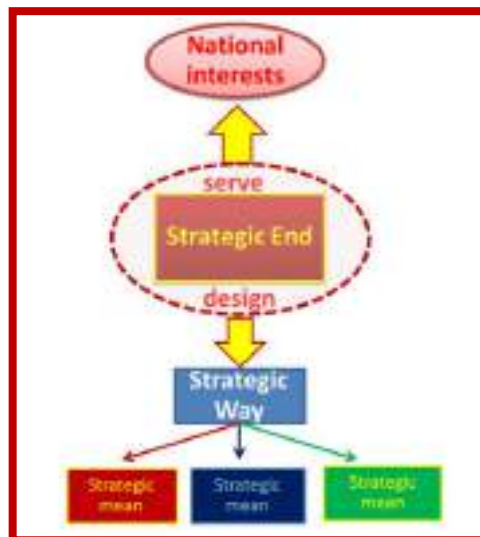 National
interests
serve
Strategic End
design
Strategic
Way
Strategic
mean
Strategic
mean
Strategic
mean